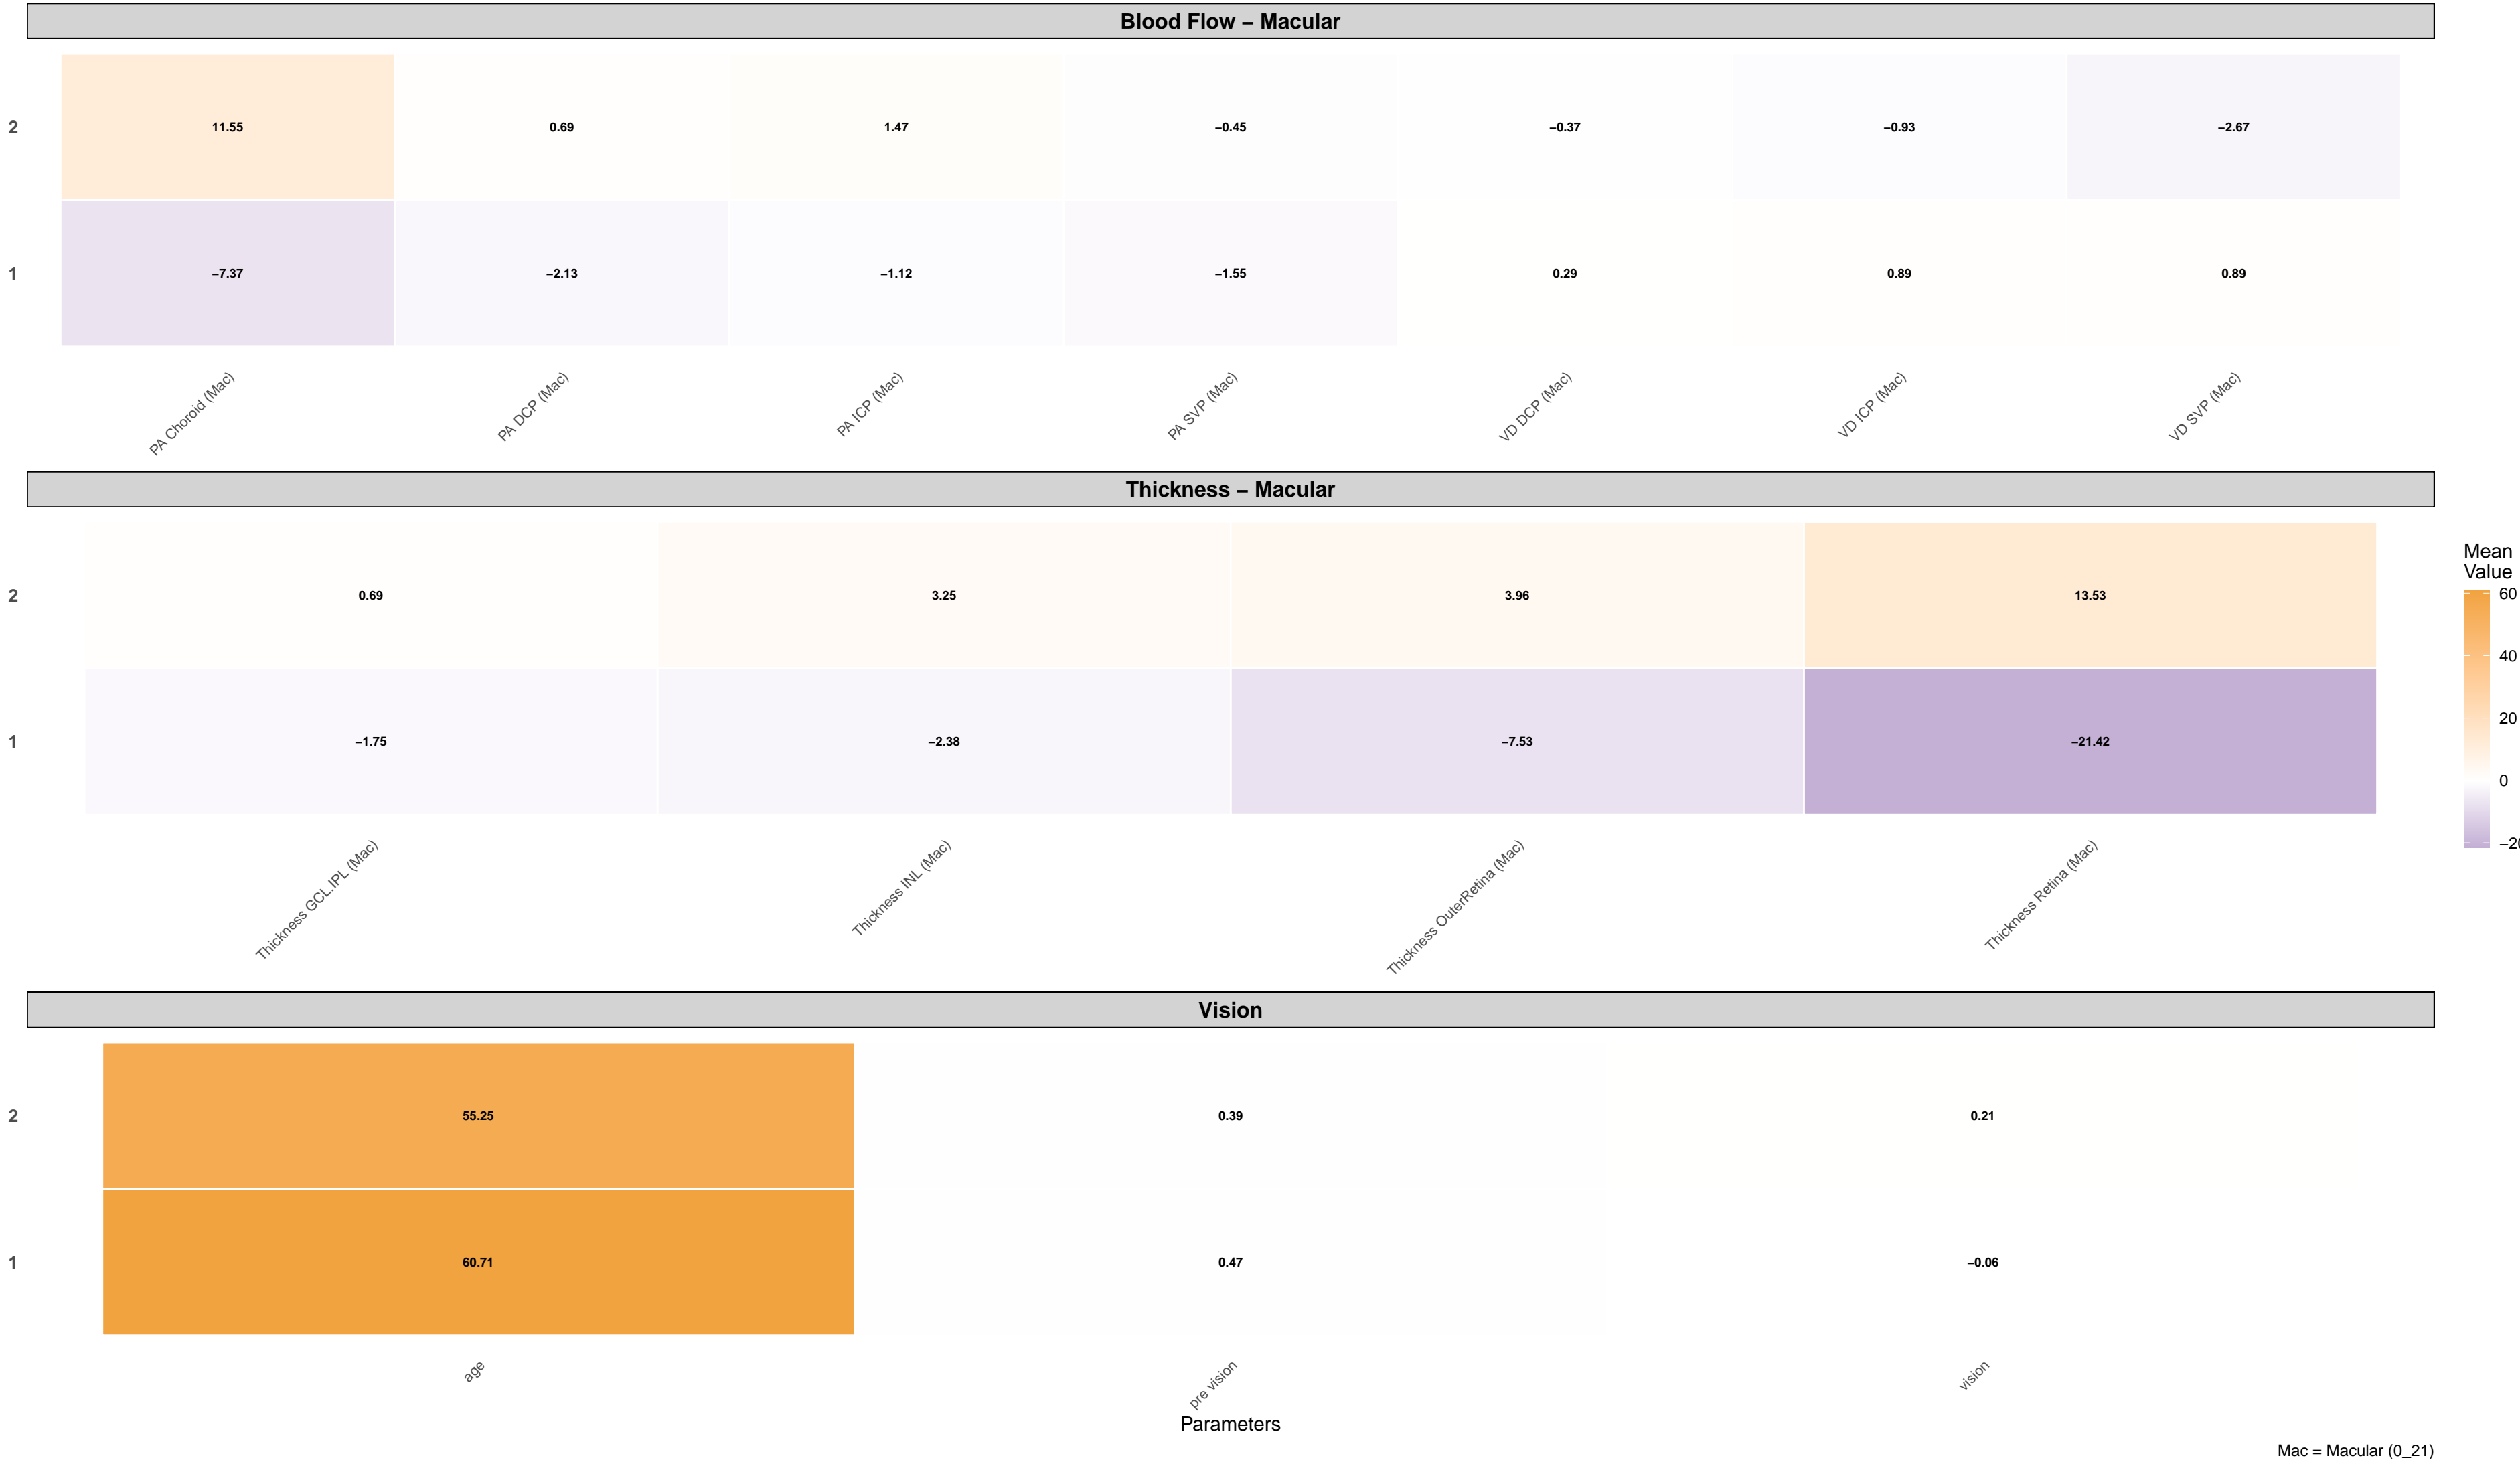 Blood Flow – Macular
2
11.55
0.69
1.47
−0.45
−0.37
−0.93
−2.67
1
−7.37
−2.13
−1.12
−1.55
0.29
0.89
0.89
PA Choroid (Mac)
PA DCP (Mac)
PA ICP (Mac)
PA SVP (Mac)
VD DCP (Mac)
VD ICP (Mac)
VD SVP (Mac)
Thickness – Macular
2
0.69
3.25
3.96
13.53
1
−1.75
−2.38
−7.53
−21.42
Thickness GCL.IPL (Mac)
Thickness INL (Mac)
Thickness OuterRetina (Mac)
Thickness Retina (Mac)
Mean
Value
60
40
20
0
−20
Vision
2
55.25
0.39
0.21
1
60.71
0.47
−0.06
age
pre vision
vision
Parameters
Mac = Macular (0_21)